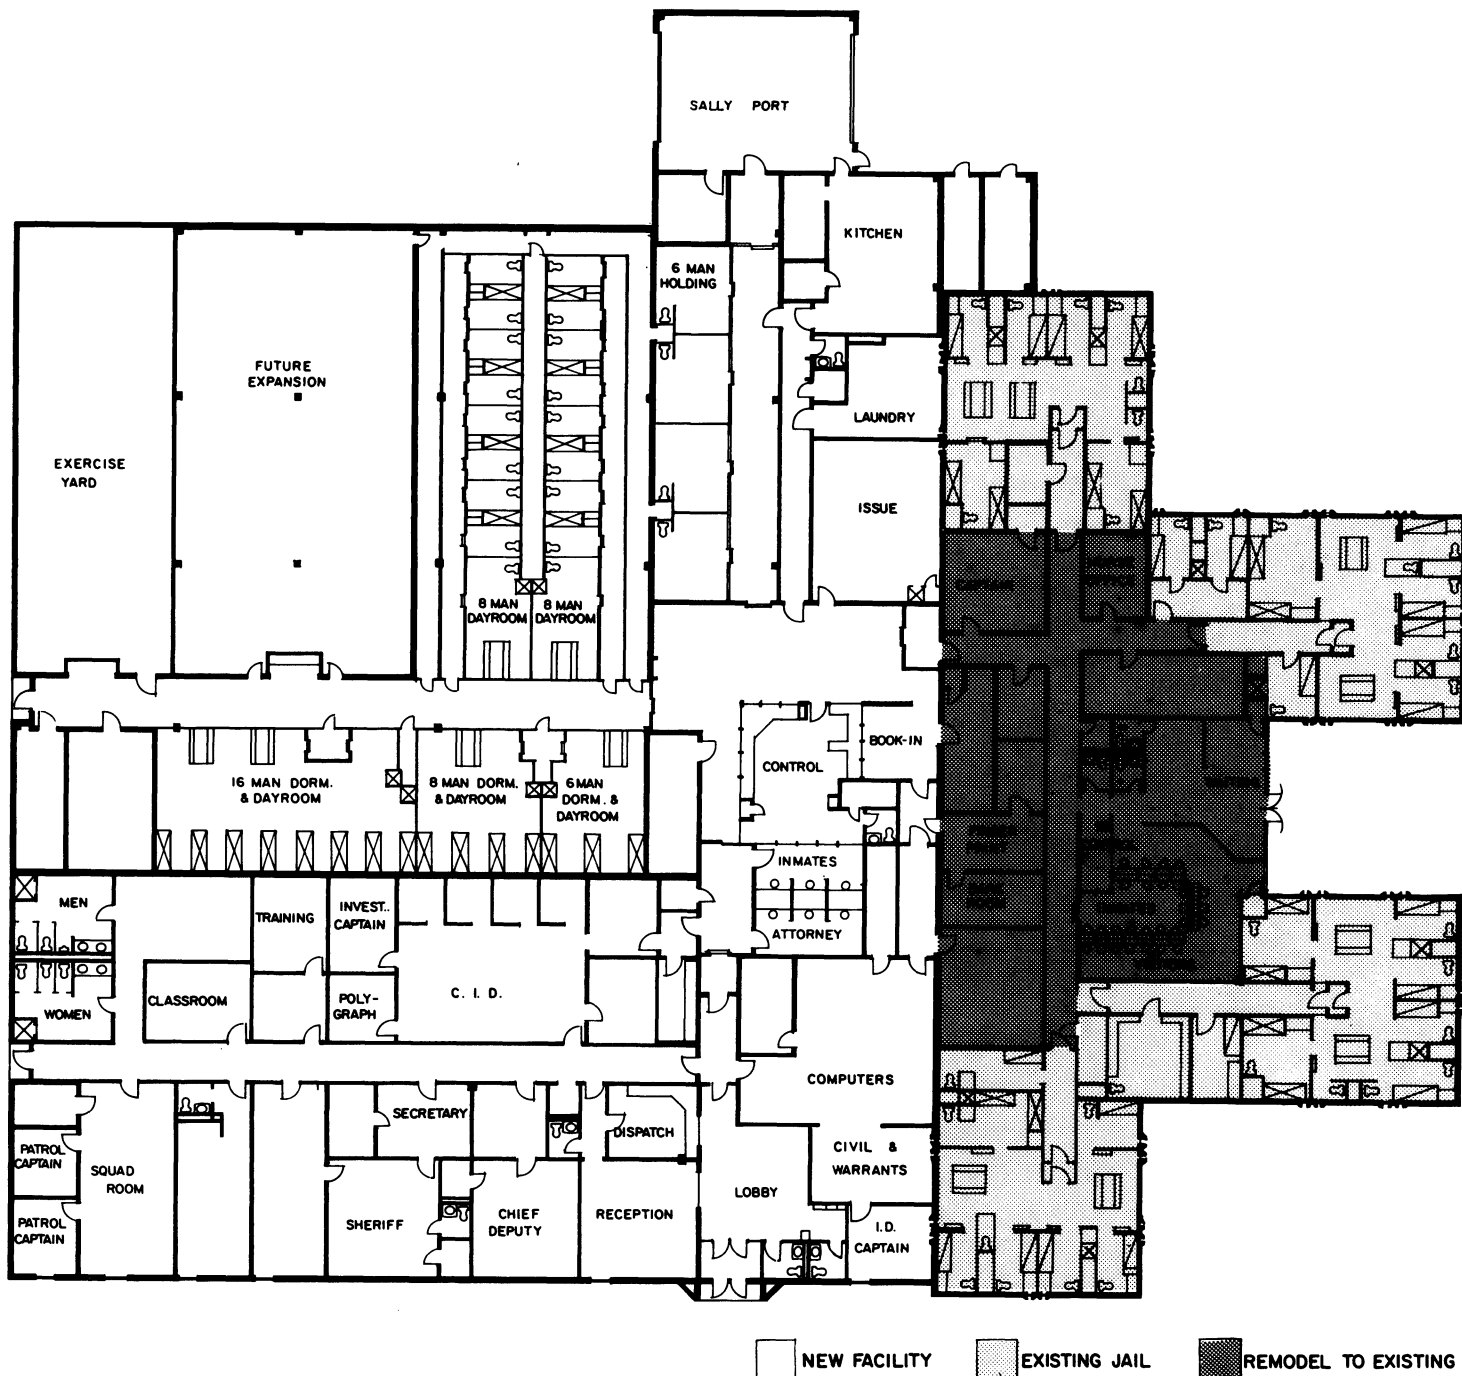 SALLY PORT
KITCHEN
6 MAN
HOLDING
FUTURE
EXPANSION
LAUNDRY
EXERCISE
YARD
ISSUE
8 MAN
DAYROOM
8 MAN
DAYROOM
OFFICE
BOOK-IN
CONTROL
16 MAN DORM.
& DAYROOM
8 MAN DORM.
& DAYROOM
6 MAN
DORM. &
DAYROOM
INMATES
ATTORNEY
MEN
TRAINING
INVEST..
CAPTAIN
CLASSROOM
POLY-
GRAPH
C. I. D.
WOMEN
COMPUTERS
SECRETARY
DISPATCH
CIVIL &
WARRANTS
PATROL
CAPTAIN
SQUAD
ROOM
LOBBY
PATROL
CAPTAIN
SHERIFF
CHIEF
DEPUTY
RECEPTION
I.D.
CAPTAIN
NEW FACILITY
EXISTING JAIL
REMODEL TO EXISTING